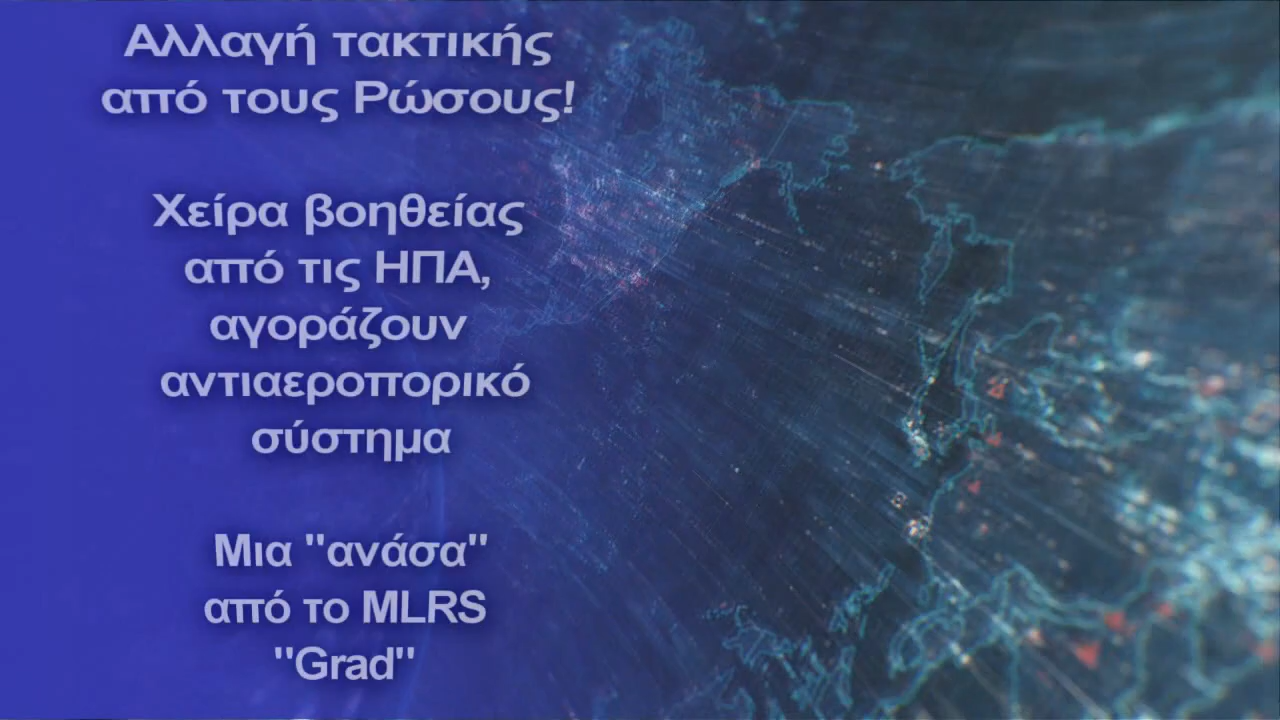 Αλλαγή τακτικής
από τους Ρώσους!
Χείρα βοηθείας
από τις ΗΠΑ,
αγοράζουν
αντιαεροπορικό
σύστημα
Μια "ανάσα"
από το MLRS
"Grad"